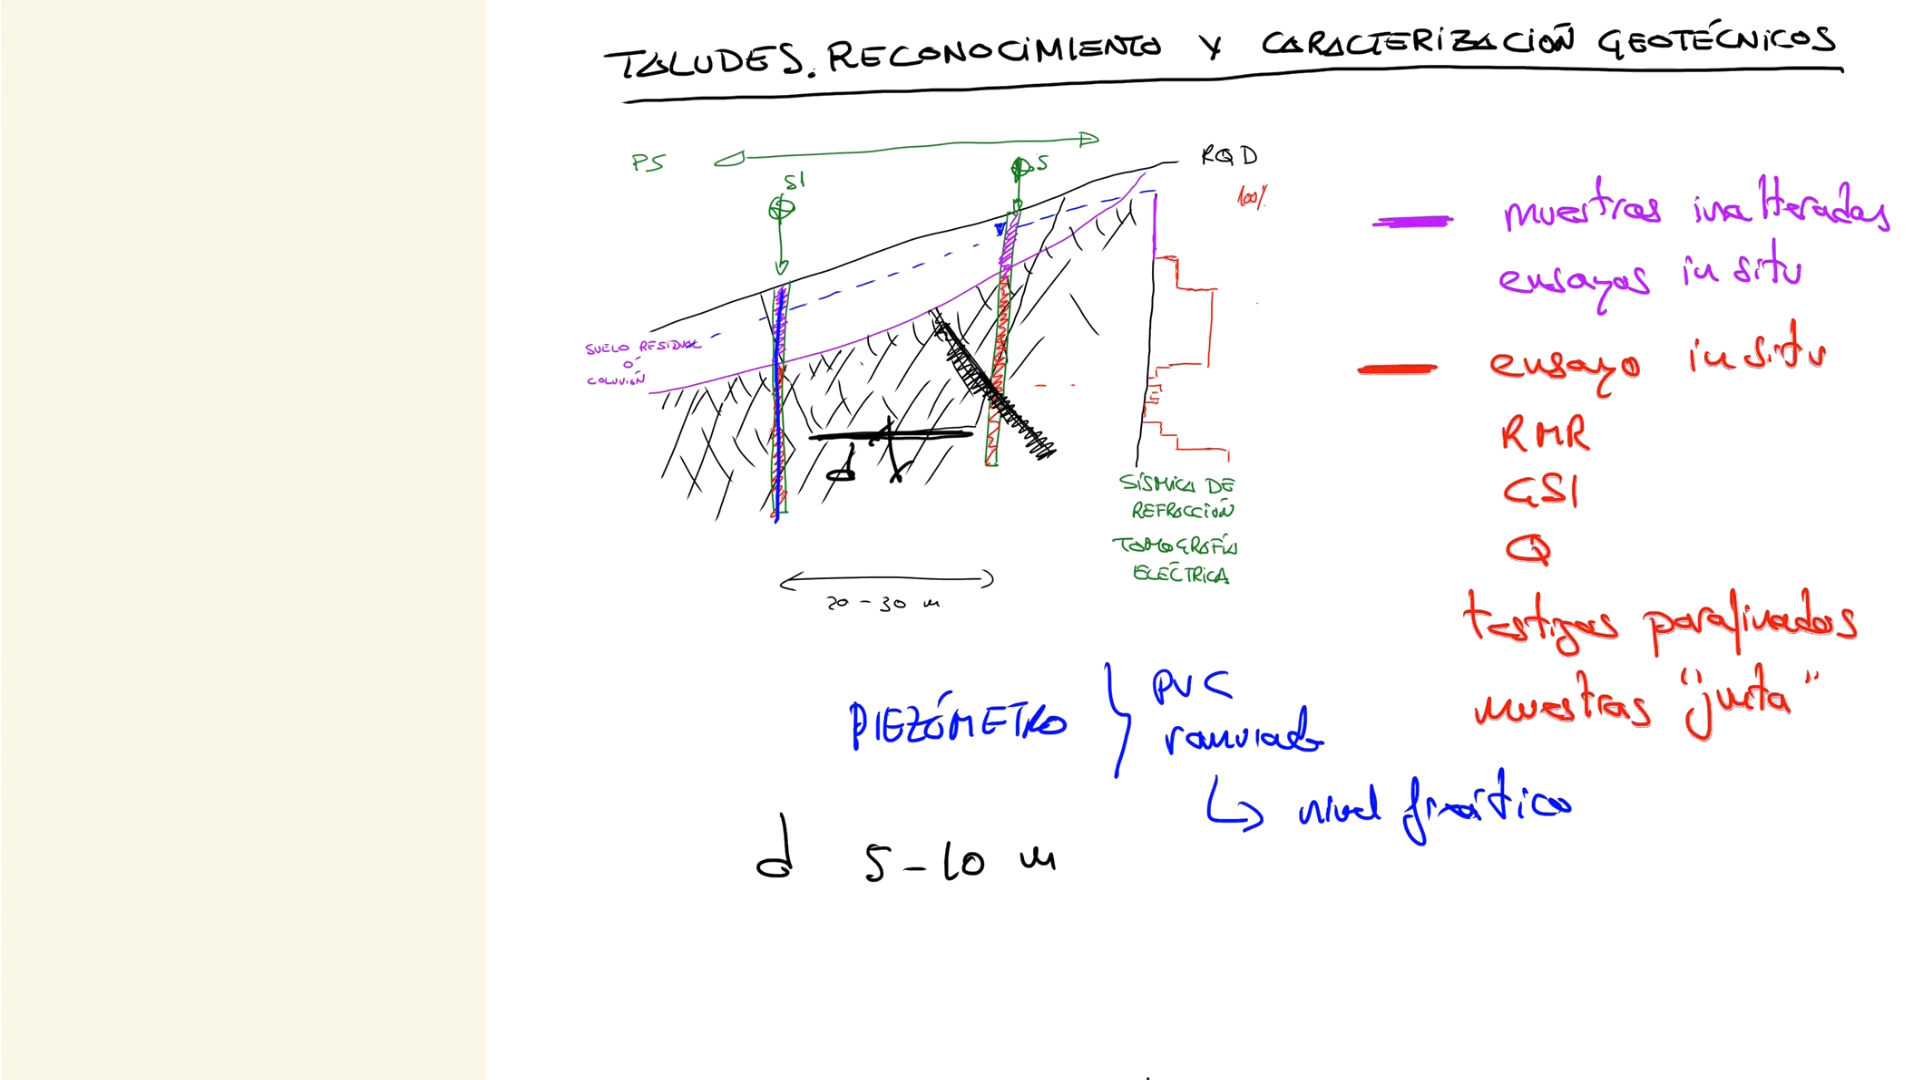 TALUDES. RECONOCIMIENTO Y CARACTERIZACIÓN GEOTÉCNICOS
PS
S1
S
RQD
100%
SUELO RESIDUAL
Ó
COLUVIÓN
d
SÍSMICA DE
REFRACCIÓN
TOMOGRAFÍA
ELÉCTRICA
20 - 30 m
muestras inalteradas
ensayos in situ
ensayo in situ
RMR
GSI
Q
testigos parafinados
muestras "junta"
PIEZÓMETRO
PVC
ranurado
nivel freático
d 5 - 10 m